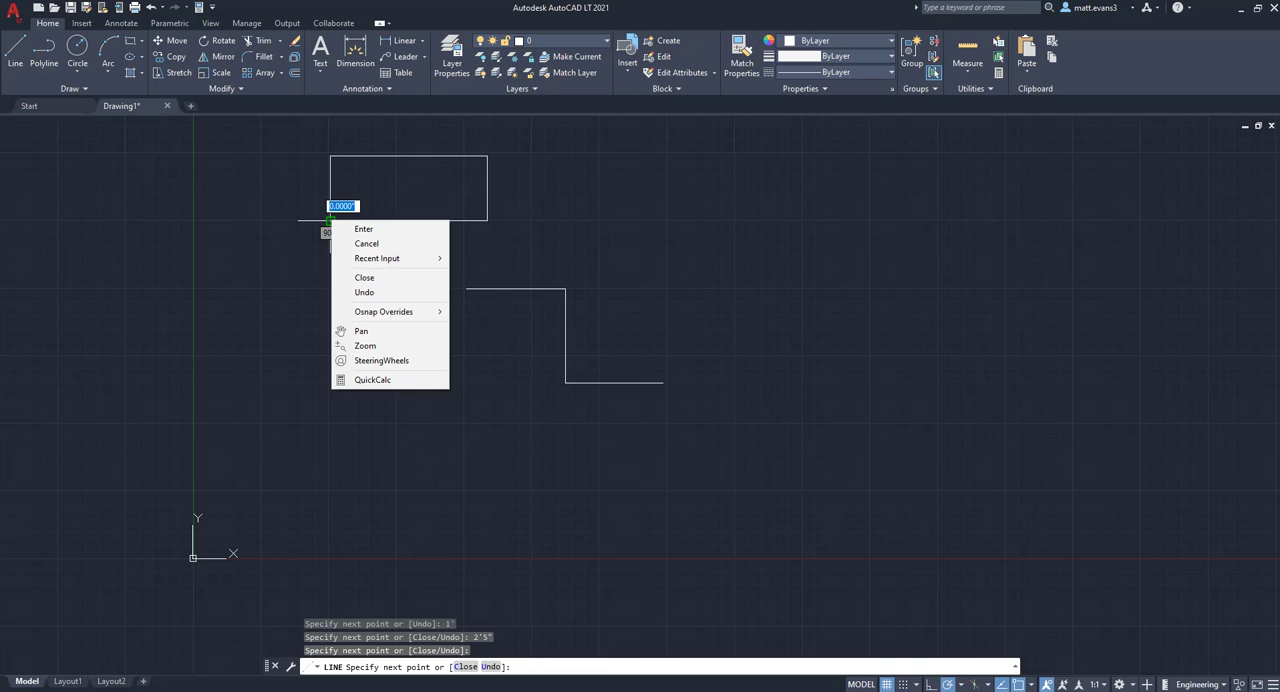 Autodesk AutoCAD LT 2021
Type a keyword or phrase
matt.evans3
Home Insert Annotate Parametric View Manage Output Collaborate
Line Polyline Circle Arc
Move Rotate Trim
Copy Mirror Fillet
Stretch Scale Array
Text Dimension
Linear
Leader
Table
Layer Properties
0
Make Current
Match Layer
Insert
Create
Edit
Edit Attributes
Match Properties
ByLayer
ByLayer
ByLayer
Group
Measure
Paste
Draw Modify Annotation Layers Block Properties Groups Utilities Clipboard
Start Drawing1*
0.0000"
90
Enter
Cancel
Recent Input
Close
Undo
Osnap Overrides
Pan
Zoom
SteeringWheels
QuickCalc
Y
X
Specify next point or [Undo]: 1'
Specify next point or [Close/Undo]: 2'5"
Specify next point or [Close/Undo]:
LINE Specify next point or [Close Undo]:
Model Layout1 Layout2
MODEL 1:1 Engineering